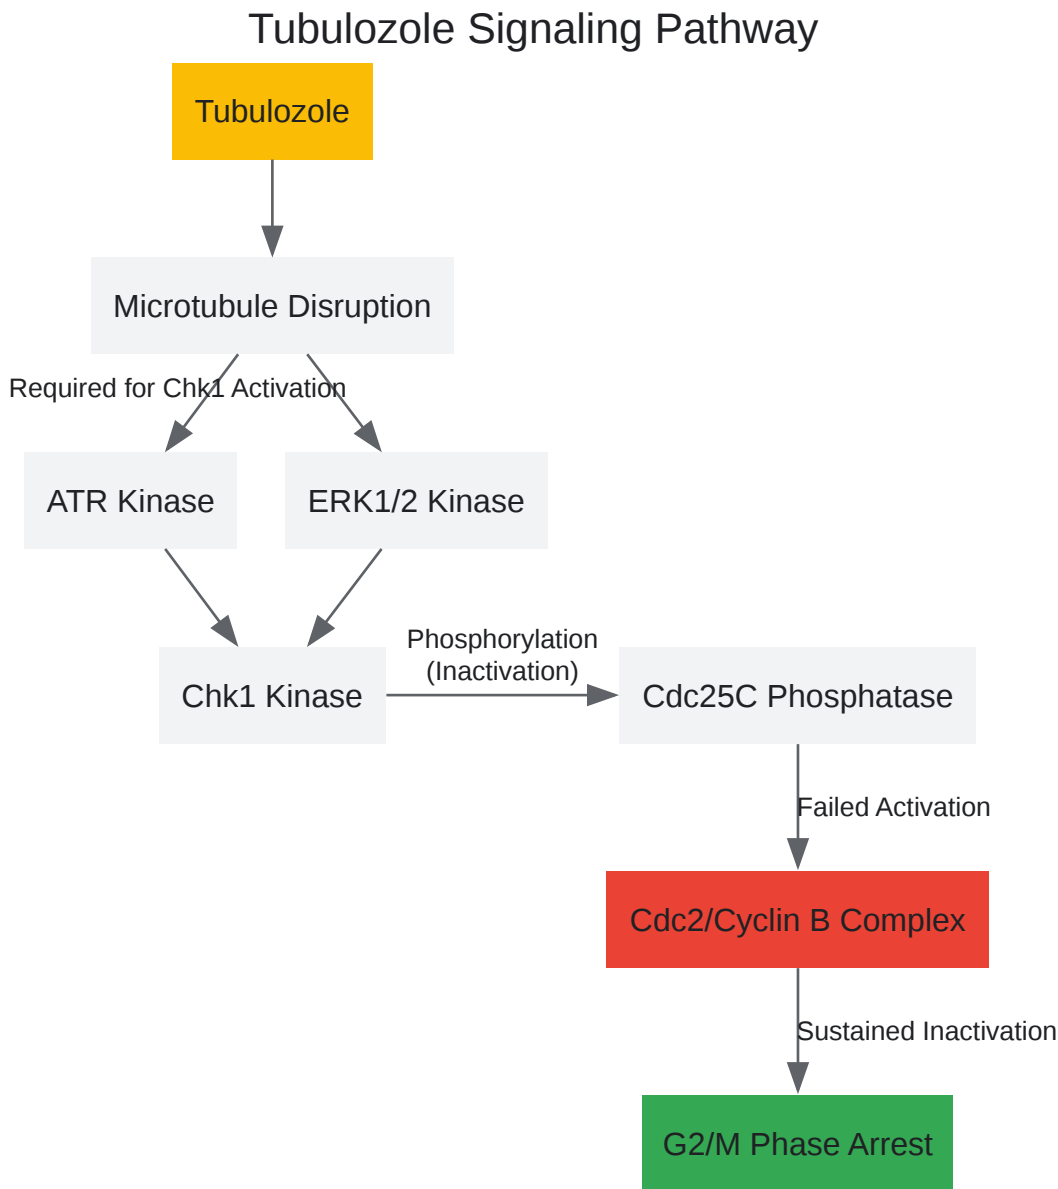 Tubulozole Signaling Pathway
Tubulozole
Microtubule Disruption
Required for Chk1 Activation
ATR Kinase
ERK1/2 Kinase
Phosphorylation
(Inactivation)
Chk1 Kinase
Cdc25C Phosphatase
Failed Activation
Cdc2/Cyclin B Complex
Sustained Inactivation
G2/M Phase Arrest